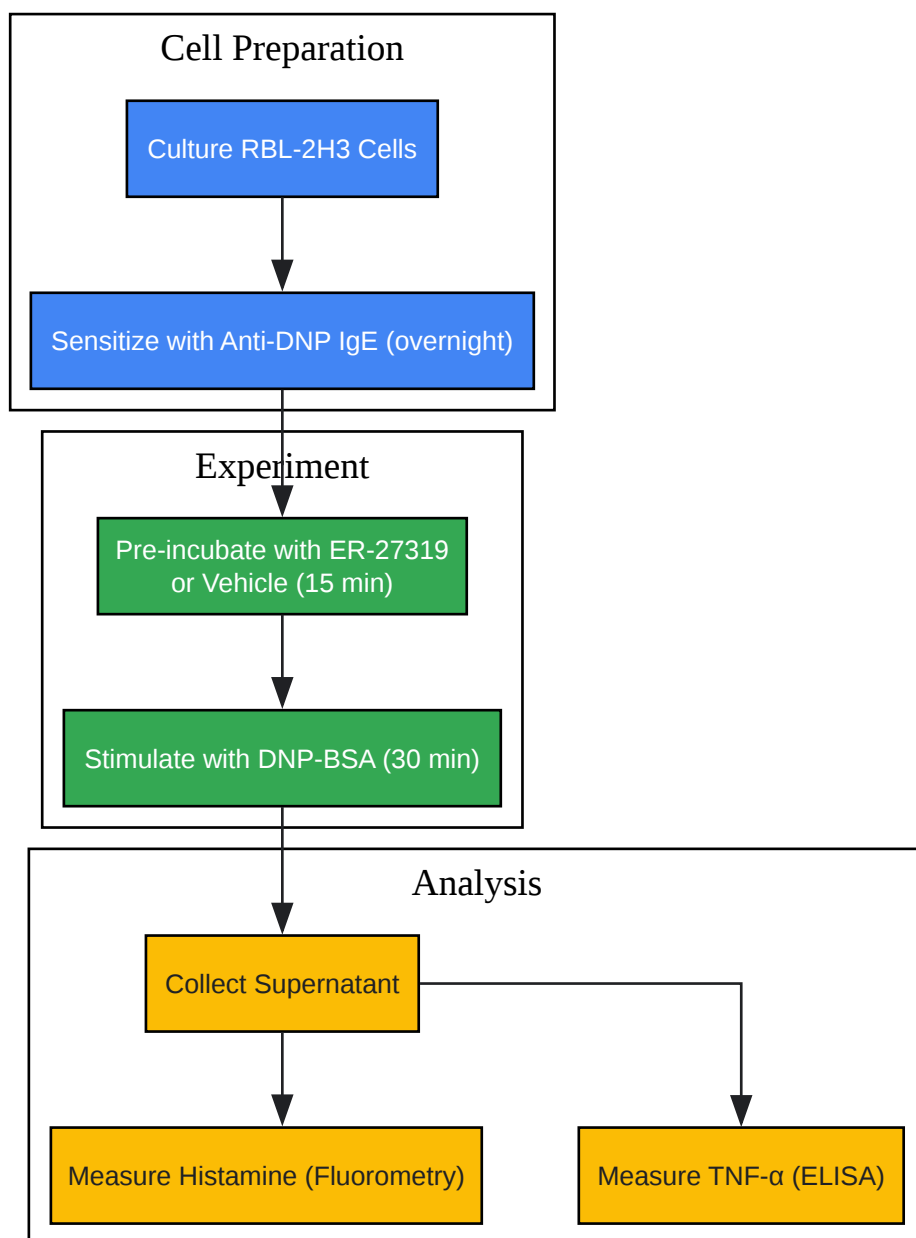 Cell Preparation
Culture RBL-2H3 Cells
Sensitize with Anti-DNP IgE (overnight)
Experiment
Pre-incubate with ER-27319
or Vehicle (15 min)
Stimulate with DNP-BSA (30 min)
Analysis
Collect Supernatant
Measure Histamine (Fluorometry)
Measure TNF-α (ELISA)